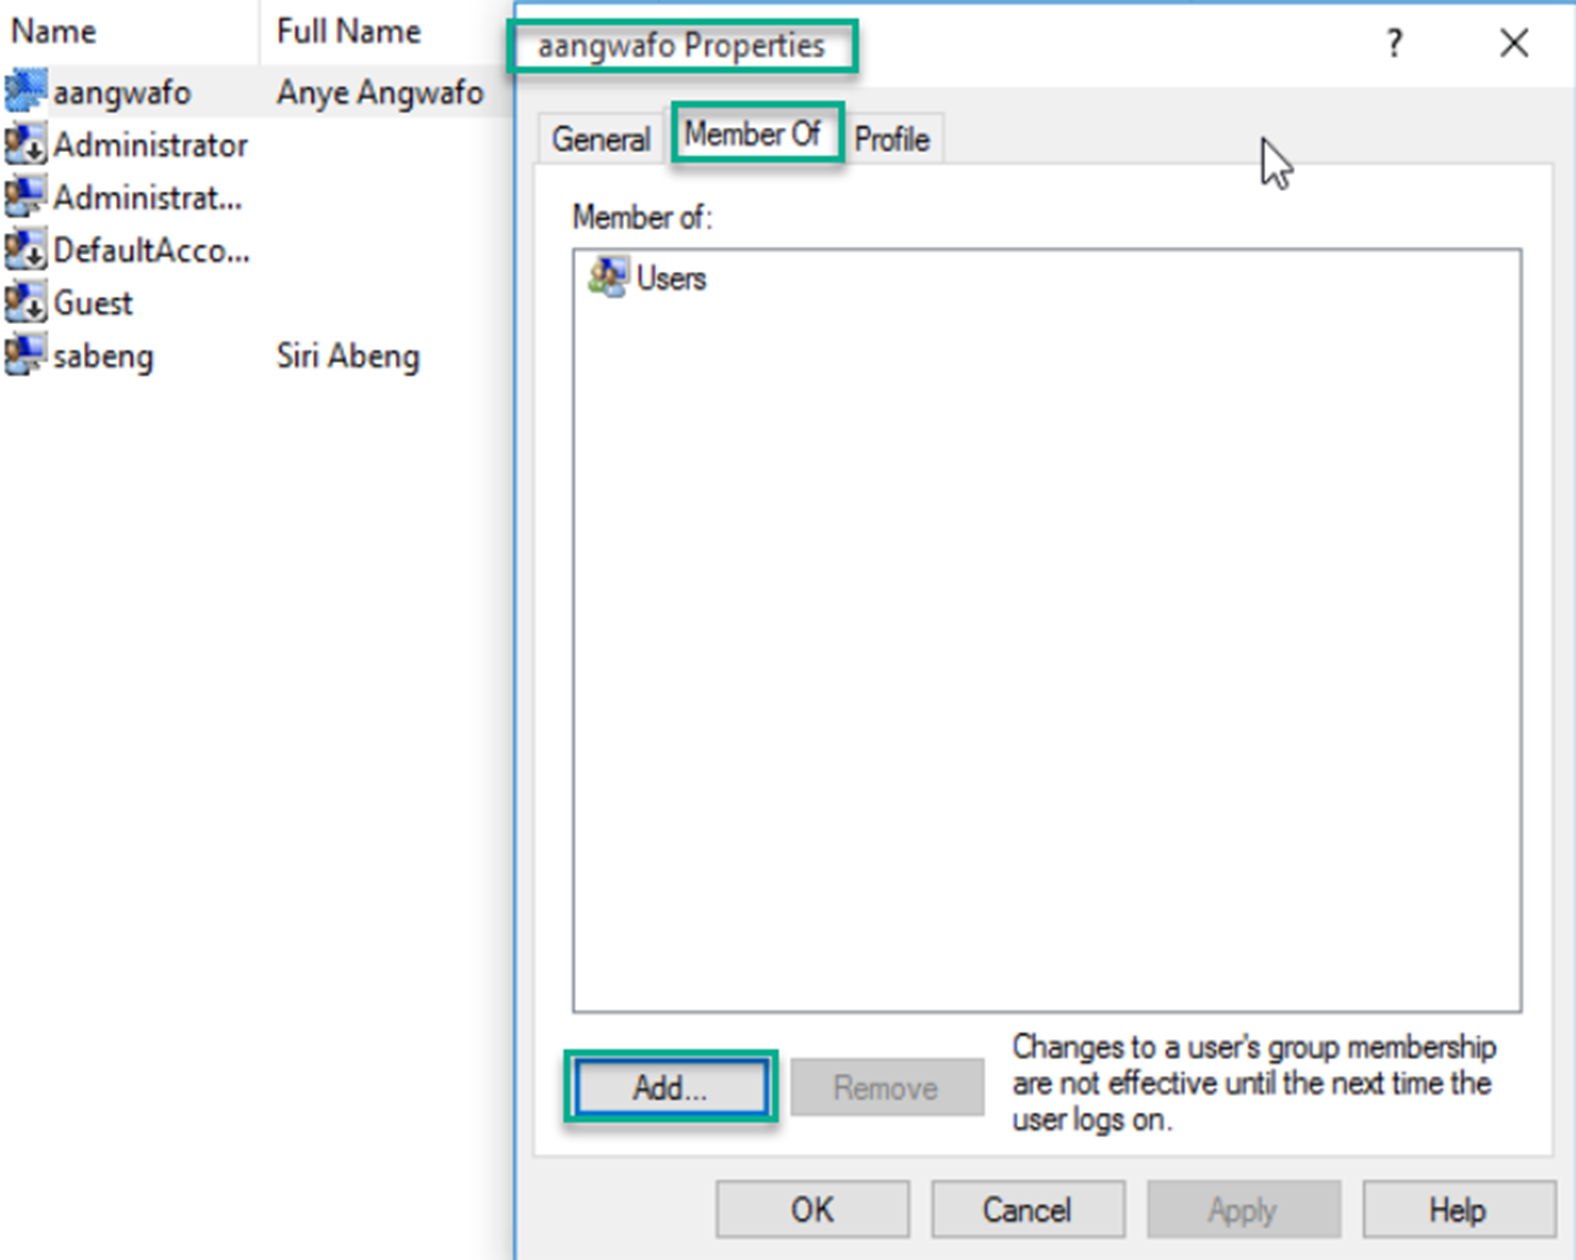 Name Full Name
aangwafo Anye Angwafo
Administrator
Administrat...
DefaultAcco...
Guest
sabeng Siri Abeng
aangwafo Properties ?
General Member Of Profile
Member of:
Users
Add... Remove
Changes to a user's group membership
are not effective until the next time the
user logs on.
OK Cancel Apply Help